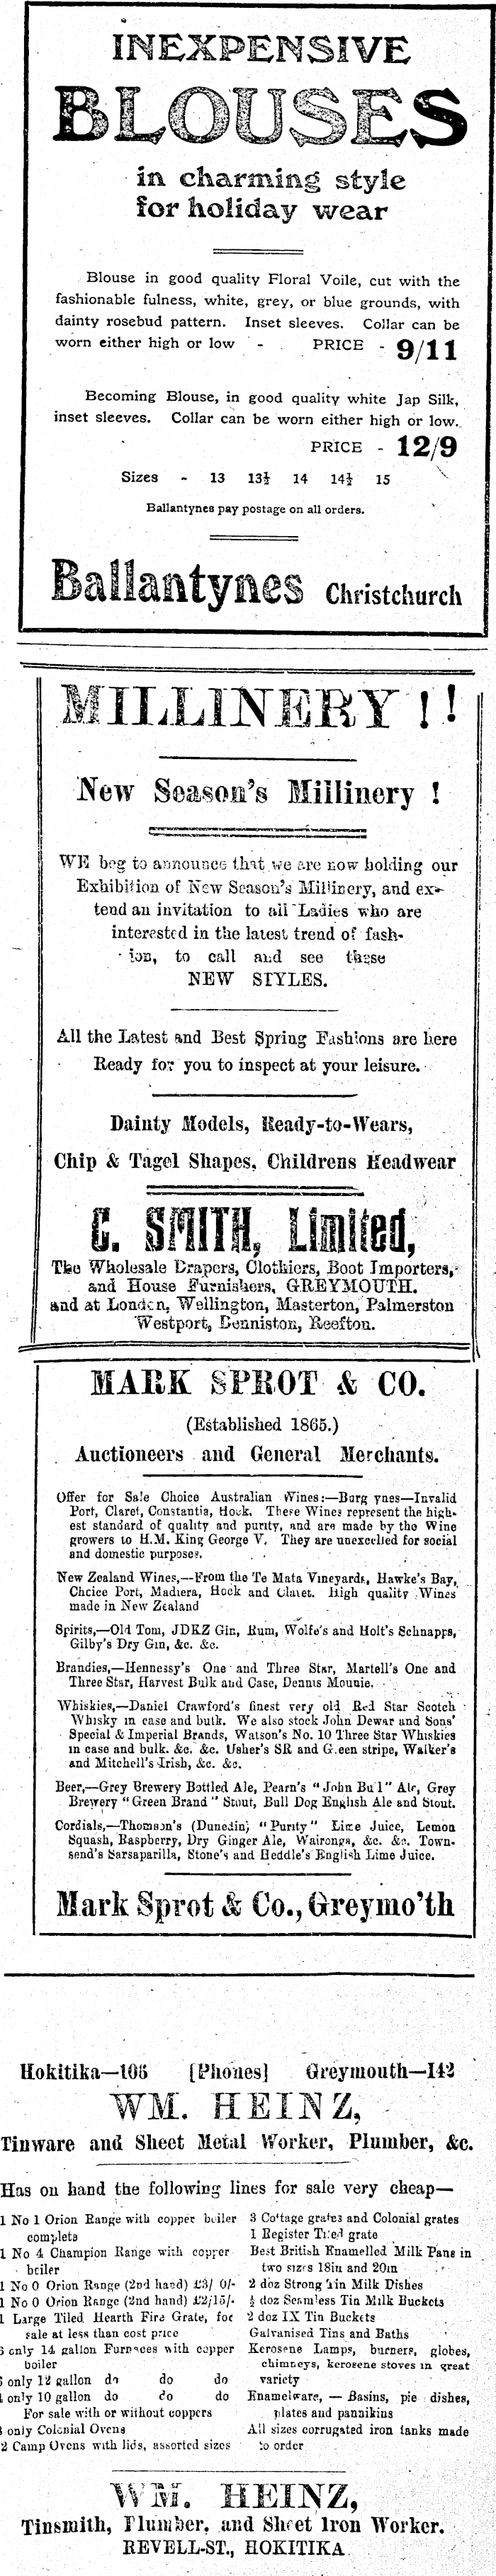 INEXPENSIVE
BLOUSES
in charming style
for holiday wear
Blouse in good quality Floral Voile, cut with the
fashionable fulness, white, grey, or blue grounds, with
dainty rosebud pattern. Inset sleeves. Collar can be
worn either high or low - PRICE - 9/11
Becoming Blouse, in good quality white Jap Silk,
inset sleeves. Collar can be worn either high or low.
PRICE - 12/9
Sizes - 13 13½ 14 14½ 15
Ballantynes pay postage on all orders.
Ballantynes Christchurch
MILLINERY !!
New Season's Millinery !
WE beg to announce that we are now holding our
Exhibition of New Season's Millinery, and ex-
tend an invitation to all Ladies who are
interested in the latest trend of fash-
ion, to call and see these
NEW STYLES.
All the Latest and Best Spring Fashions are here
Ready for you to inspect at your leisure.
Dainty Models, Ready-to-Wears,
Chip & Tagel Shapes, Childrens Headwear
C. SMITH, Limited,
The Wholesale Drapers, Clothiers, Boot Importers,
and House Furnishers, GREYMOUTH.
and at London, Wellington, Masterton, Palmerston
Westport, Denniston, Reefton.
MARK SPROT & CO.
(Established 1865.)
Auctioneers and General Merchants.
Offer for Sale Choice Australian Wines:—Burg ynes—Invalid
Port, Claret, Constantia, Hock. These Wines represent the high-
est standard of quality and purity, and are made by the Wine
growers to H.M. King George V. They are unexcelled for social
and domestic purposes.
New Zealand Wines,—From the Te Mata Vineyards, Hawke's Bay,
Choice Port, Madiera, Hock and Claret. High quality Wines
made in New Zealand
Spirits,—Old Tom, JDKZ Gin, Rum, Wolfe's and Holt's Schnapps,
Gilby's Dry Gin, &c. &c.
Brandies,—Hennessy's One and Three Star, Martell's One and
Three Star, Harvest Bulk and Case, Dennis Mounie.
Whiskies,—Daniel Crawford's finest very old Red Star Scotch
Whisky in case and bulk. We also stock John Dewar and Sons'
Special & Imperial Brands, Watson's No. 10 Three Star Whiskies
in case and bulk. &c. &c. Usher's SR and G.een stripe, Walker's
and Mitchell's Irish, &c. &c.
Beer,—Grey Brewery Bottled Ale, Pearn's "John Bu'l" Ale, Grey
Brewery "Green Brand" Stout, Bull Dog English Ale and Stout.
Cordials,—Thomson's (Dunedin) "Purity" Lime Juice, Lemon
Squash, Raspberry, Dry Ginger Ale, Waironga, &c. &c. Town-
send's Sarsaparilla, Stone's and Heddle's English Lime Juice.
Mark Sprot & Co., Greymo'th
Hokitika—105 [Phones] Greymouth—142
WM. HEINZ,
Tinware and Sheet Metal Worker, Plumber, &c.
Has on hand the following lines for sale very cheap—
1 No 1 Orion Range with copper boiler
complete
1 No 4 Champion Range with copper
boiler
1 No 0 Orion Range (2nd hand) £3/ 0/-
1 No 0 Orion Range (2nd hand) £2/15/-
1 Large Tiled Hearth Fire Grate, for
sale at less than cost price
3 only 14 gallon Furnaces with copper
boiler
only 12 gallon do do do
only 10 gallon do do do
For sale with or without coppers
only Colonial Ovens
2 Camp Ovens with lids, assorted sizes
3 Cottage grates and Colonial grates
1 Register Tiled grate
Best British Enamelled Milk Pans in
two sizes 18in and 20in
2 doz Strong Tin Milk Dishes
½ doz Seamless Tin Milk Buckets
2 doz IX Tin Buckets
Galvanised Tins and Baths
Kerosene Lamps, burners, globes,
chimneys, kerosene stoves in great
variety
Enamelware, — Basins, pie dishes,
plates and pannikins
All sizes corrugated iron tanks made
to order
WM. HEINZ,
Tinsmith, Plumber, and Sheet Iron Worker.
REVELL-ST., HOKITIKA